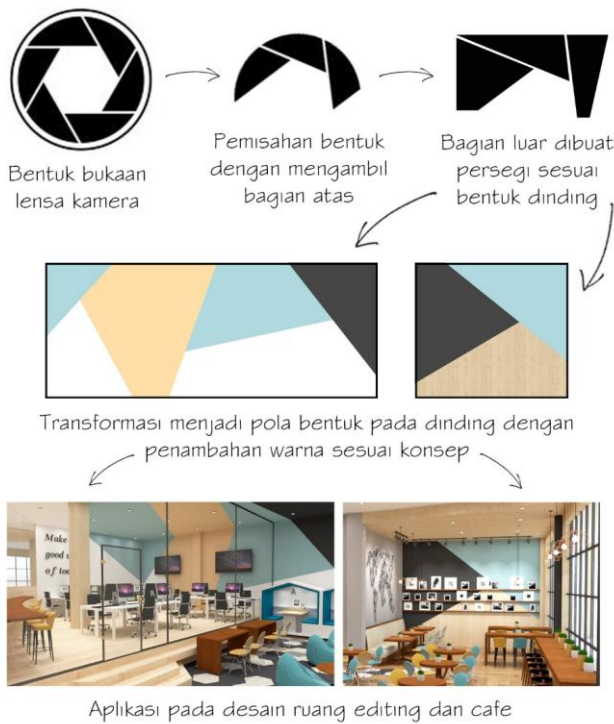 Bentuk bukaan
lensa kamera
Pemisahan bentuk
dengan mengambil
bagian atas
Bagian luar dibuat
persegi sesuai
bentuk dinding
Transformasi menjadi pola bentuk pada dinding dengan
penambahan warna sesuai konsep
Make
good
of
Aplikasi pada desain ruang editing dan cafe